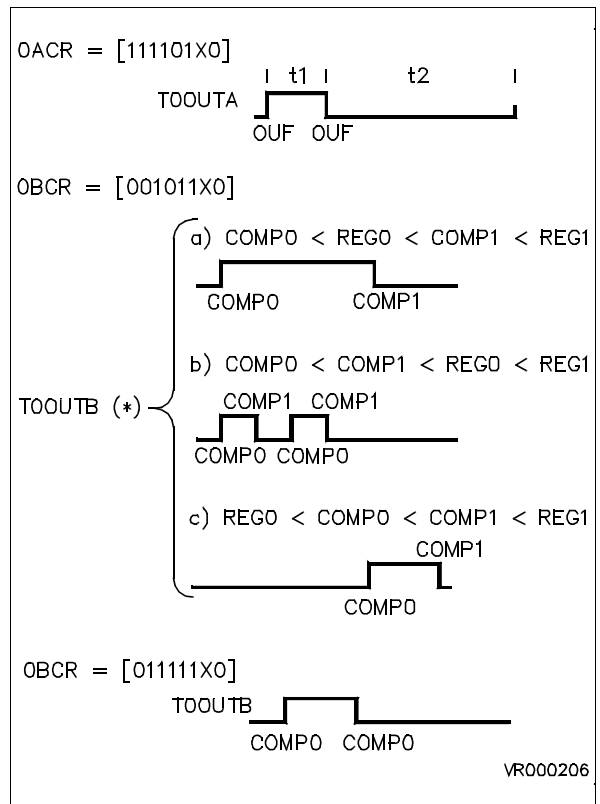 OACR = [111101X0]
t1 t2
T0OUTA
OUF OUF
OBCR = [001011X0]
a) COMP0 < REG0 < COMP1 < REG1
COMP0 COMP1
b) COMP0 < COMP1 < REG0 < REG1
COMP1 COMP1
T0OUTB (*)
COMP0 COMP0
c) REG0 < COMP0 < COMP1 < REG1
COMP1
COMP0
OBCR = [011111X0]
T0OUTB
COMP0 COMP0
VR000206